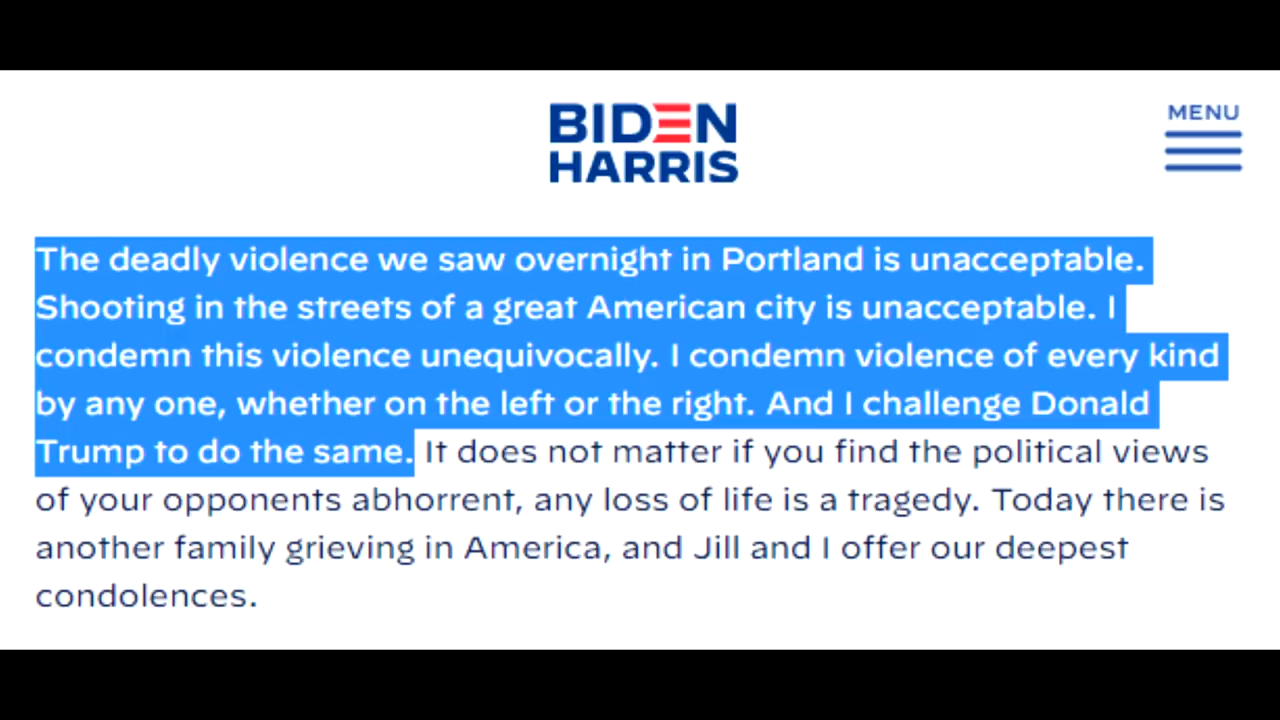 BIDEN
HARRIS
MENU
The deadly violence we saw overnight in Portland is unacceptable.
Shooting in the streets of a great American city is unacceptable. I
condemn this violence unequivocally. I condemn violence of every kind
by any one, whether on the left or the right. And I challenge Donald
Trump to do the same. It does not matter if you find the political views
of your opponents abhorrent, any loss of life is a tragedy. Today there is
another family grieving in America, and Jill and I offer our deepest
condolences.